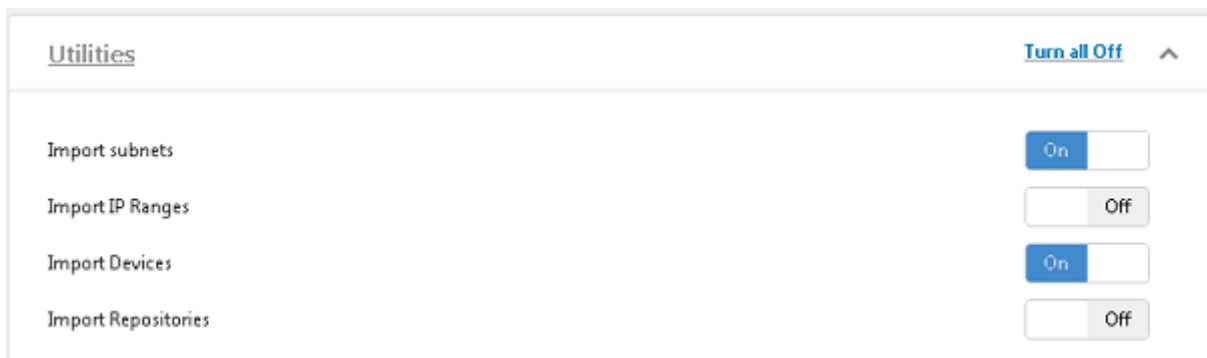 Utilities Turn all Off
Import subnets On
Import IP Ranges Off
Import Devices On
Import Repositories Off